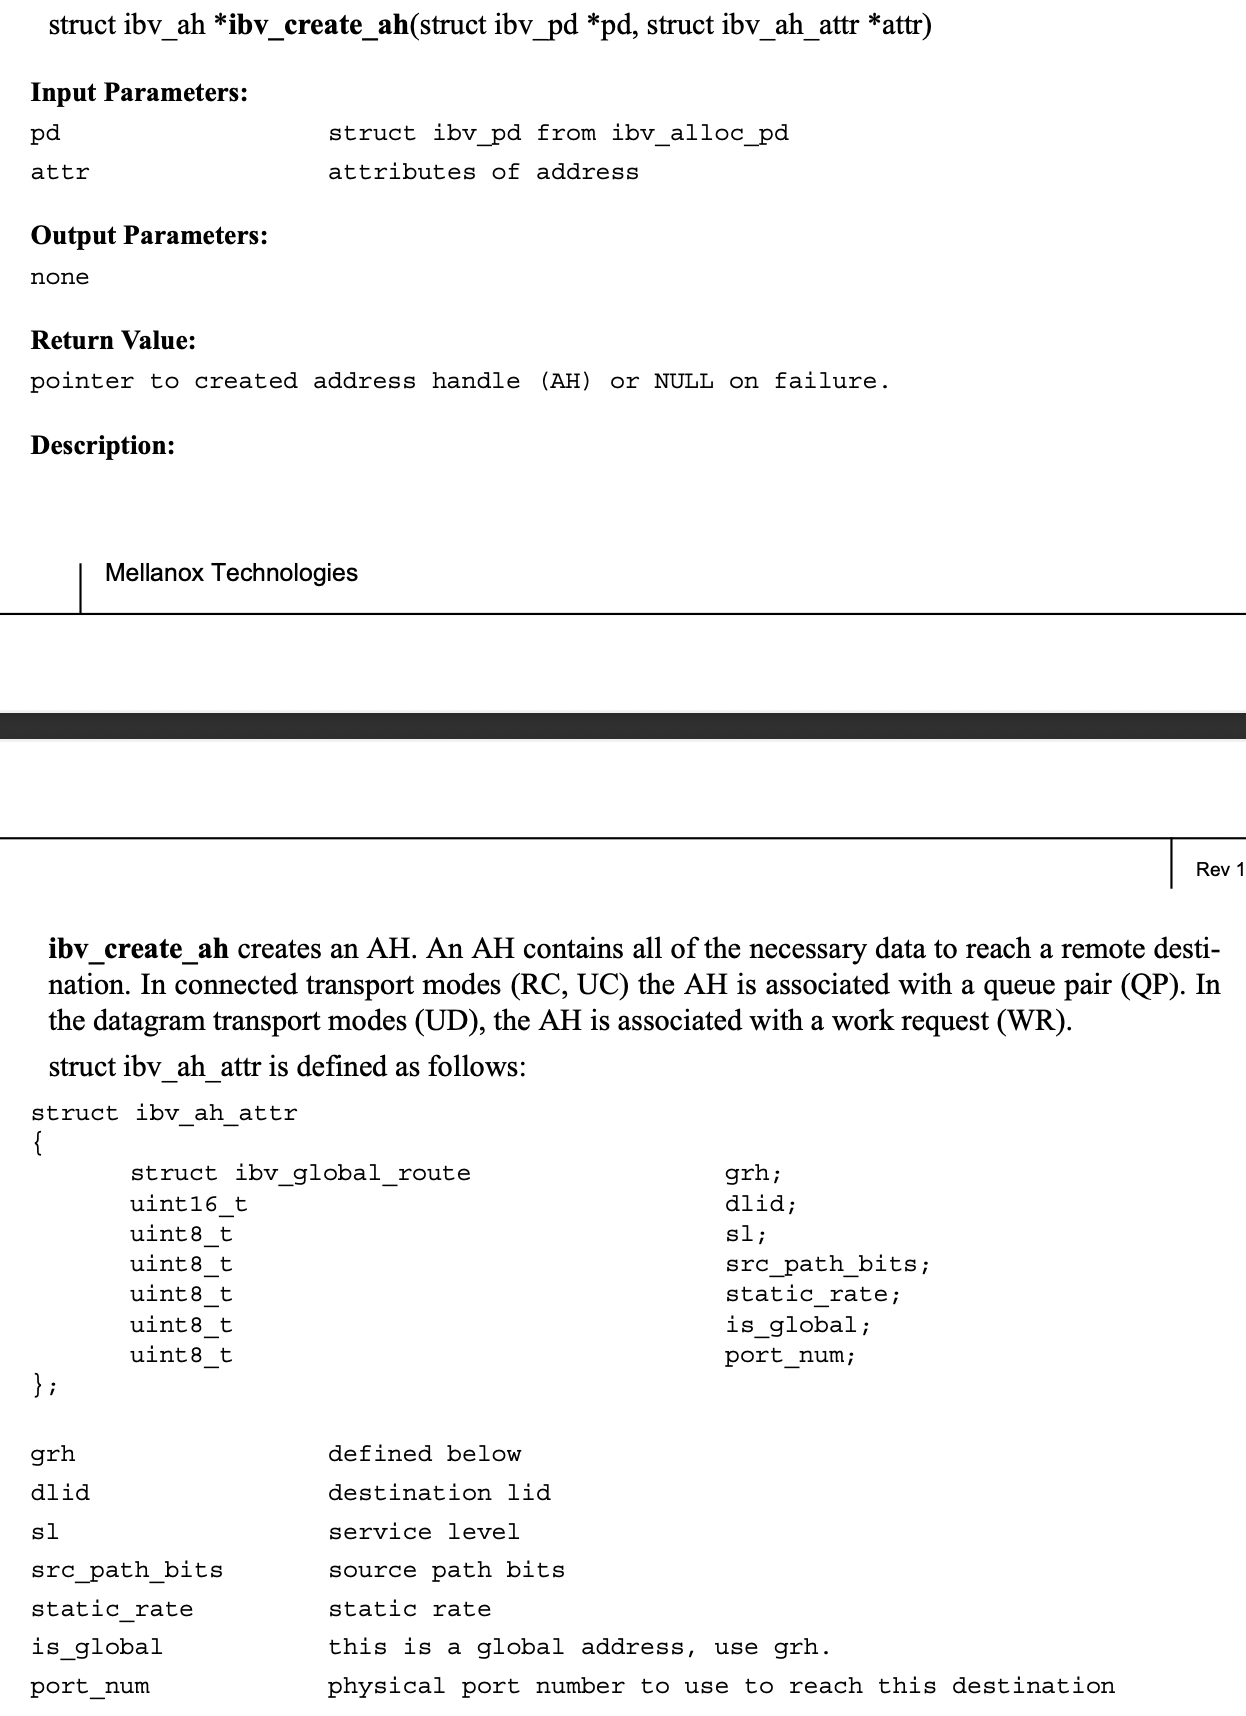 struct ibv_ah *ibv_create_ah(struct ibv_pd *pd, struct ibv_ah_attr *attr)
Input Parameters:
pd struct ibv_pd from ibv_alloc_pd
attr attributes of address
Output Parameters:
none
Return Value:
pointer to created address handle (AH) or NULL on failure.
Description:
Mellanox Technologies
Rev 1
ibv_create_ah creates an AH. An AH contains all of the necessary data to reach a remote desti-
nation. In connected transport modes (RC, UC) the AH is associated with a queue pair (QP). In
the datagram transport modes (UD), the AH is associated with a work request (WR).
struct ibv_ah_attr is defined as follows:
struct ibv_ah_attr
{
struct ibv_global_route grh;
uint16_t dlid;
uint8_t sl;
uint8_t src_path_bits;
uint8_t static_rate;
uint8_t is_global;
uint8_t port_num;
};
grh defined below
dlid destination lid
sl service level
src_path_bits source path bits
static_rate static rate
is_global this is a global address, use grh.
port_num physical port number to use to reach this destination